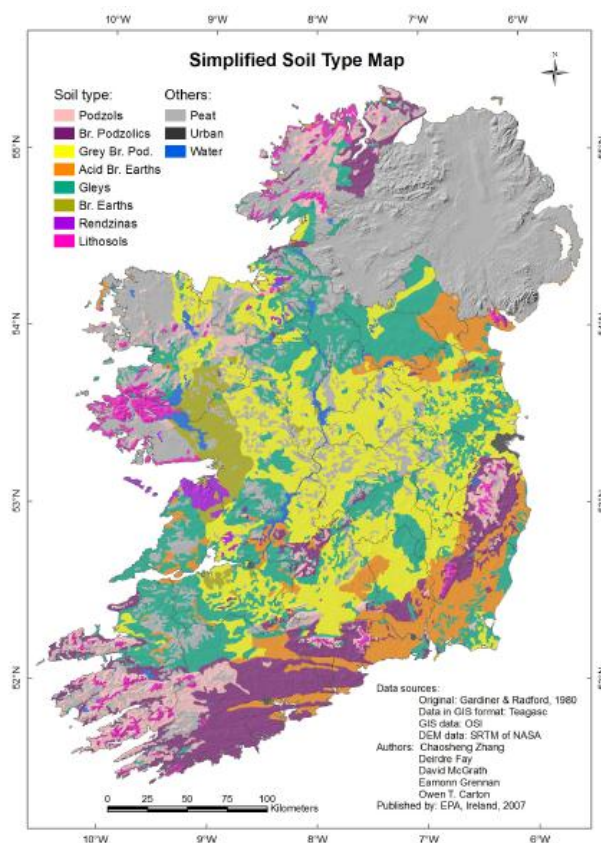 10°W 9°W 8°W 7°W 6°W
Simplified Soil Type Map
N
Soil type:
Podzols
Br. Podzolics
Grey Br. Pod.
Acid Br. Earths
Gleys
Br. Earths
Rendzinas
Lithosols
Others:
Peat
Urban
Water
55°N
54°N
53°N
52°N
Data sources:
Original: Gardiner & Radford, 1980
Data in GIS format: Teagasc
GIS data: OSI
DEM data: SRTM of NASA
Authors: Chaosheng Zhang
Deirdre Fay
David McGrath
Eamonn Grennan
Owen T. Carton
Published by: EPA, Ireland, 2007
0 25 50 75 100
Kilometers
10°W 9°W 8°W 7°W 6°W